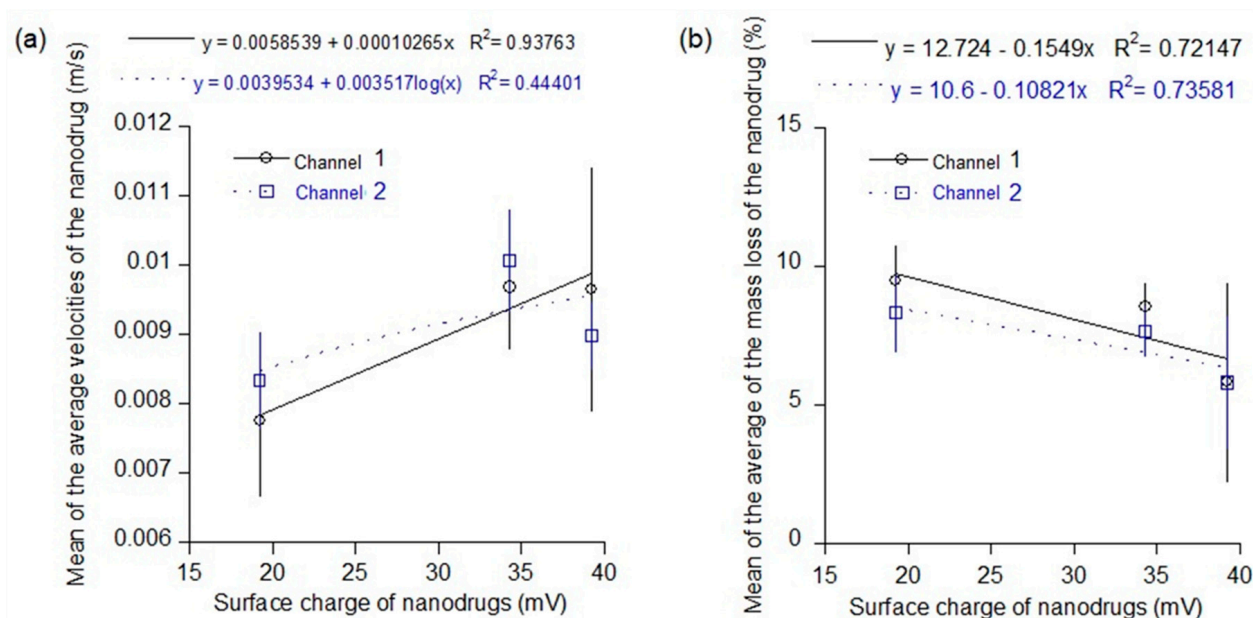 (a)
y = 0.0058539 + 0.00010265x R²= 0.93763
y = 0.0039534 + 0.003517log(x) R²= 0.44401
Mean of the average velocities of the nanodrug (m/s)
0.012
0.011
0.01
0.009
0.008
0.007
0.006
Channel 1
Channel 2
15 20 25 30 35 40
Surface charge of nanodrugs (mV)
(b)
y = 12.724 - 0.1549x R²= 0.72147
y = 10.6 - 0.10821x R²= 0.73581
Mean of the average of the mass loss of the nanodrug (%)
15
10
5
0
Channel 1
Channel 2
15 20 25 30 35 40
Surface charge of nanodrugs (mV)